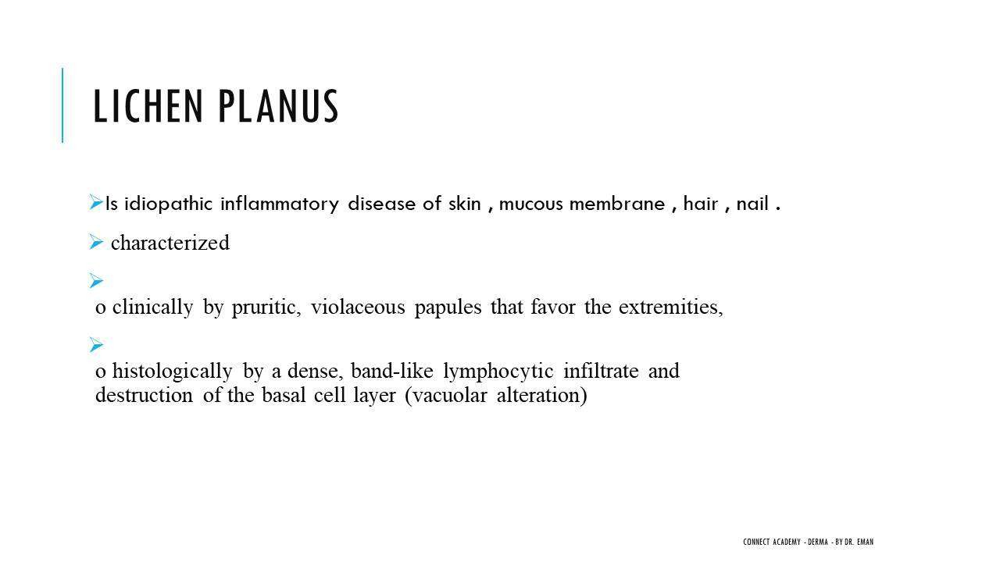 LICHEN PLANUS
➢Is idiopathic inflammatory disease of skin , mucous membrane , hair , nail .
➢ characterized
➢
o clinically by pruritic, violaceous papules that favor the extremities,
➢
o histologically by a dense, band-like lymphocytic infiltrate and
destruction of the basal cell layer (vacuolar alteration)
CONNECT ACADEMY - DERMA - BY DR. EMAN